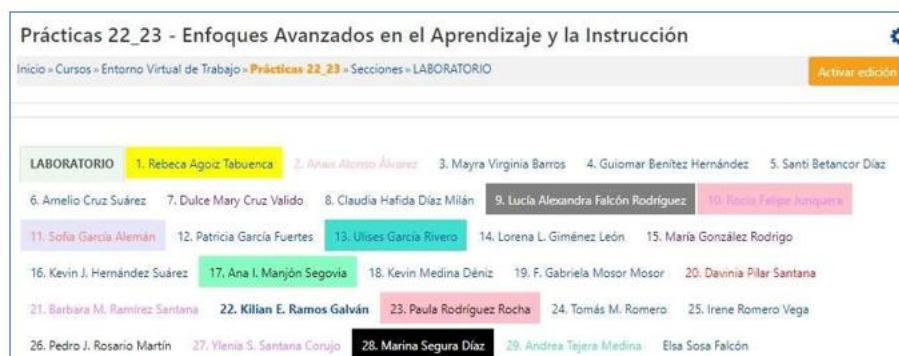 Prácticas 22_23 - Enfoques Avanzados en el Aprendizaje y la Instrucción
Inicio » Cursos » Entorno Virtual de Trabajo » Prácticas 22_23 » Secciones » LABORATORIO
Activar edición
LABORATORIO 1. Rebeca Agoiz Tabuenca 2. Anais Alonso Álvarez 3. Mayra Virginia Barros 4. Guiomar Benítez Hernández 5. Santi Betancor Díaz
6. Amelio Cruz Suárez 7. Dulce Mary Cruz Valido 8. Claudia Hafida Díaz Milán 9. Lucía Alexandra Falcón Rodríguez 10. Rocío Felipe Junquera
11. Sofía García Alemán 12. Patricia García Fuertes 13. Ulises García Rivero 14. Lorena L. Giménez León 15. María González Rodrigo
16. Kevin J. Hernández Suárez 17. Ana I. Manjón Segovia 18. Kevin Medina Déniz 19. F. Gabriela Mosor Mosor 20. Davinia Pilar Santana
21. Barbara M. Ramírez Santana 22. Kilian E. Ramos Galván 23. Paula Rodríguez Rocha 24. Tomás M. Romero 25. Irene Romero Vega
26. Pedro J. Rosario Martín 27. Ylenia S. Santana Corujo 28. Marina Segura Díaz 29. Andrea Tejera Medina Elsa Sosa Falcón